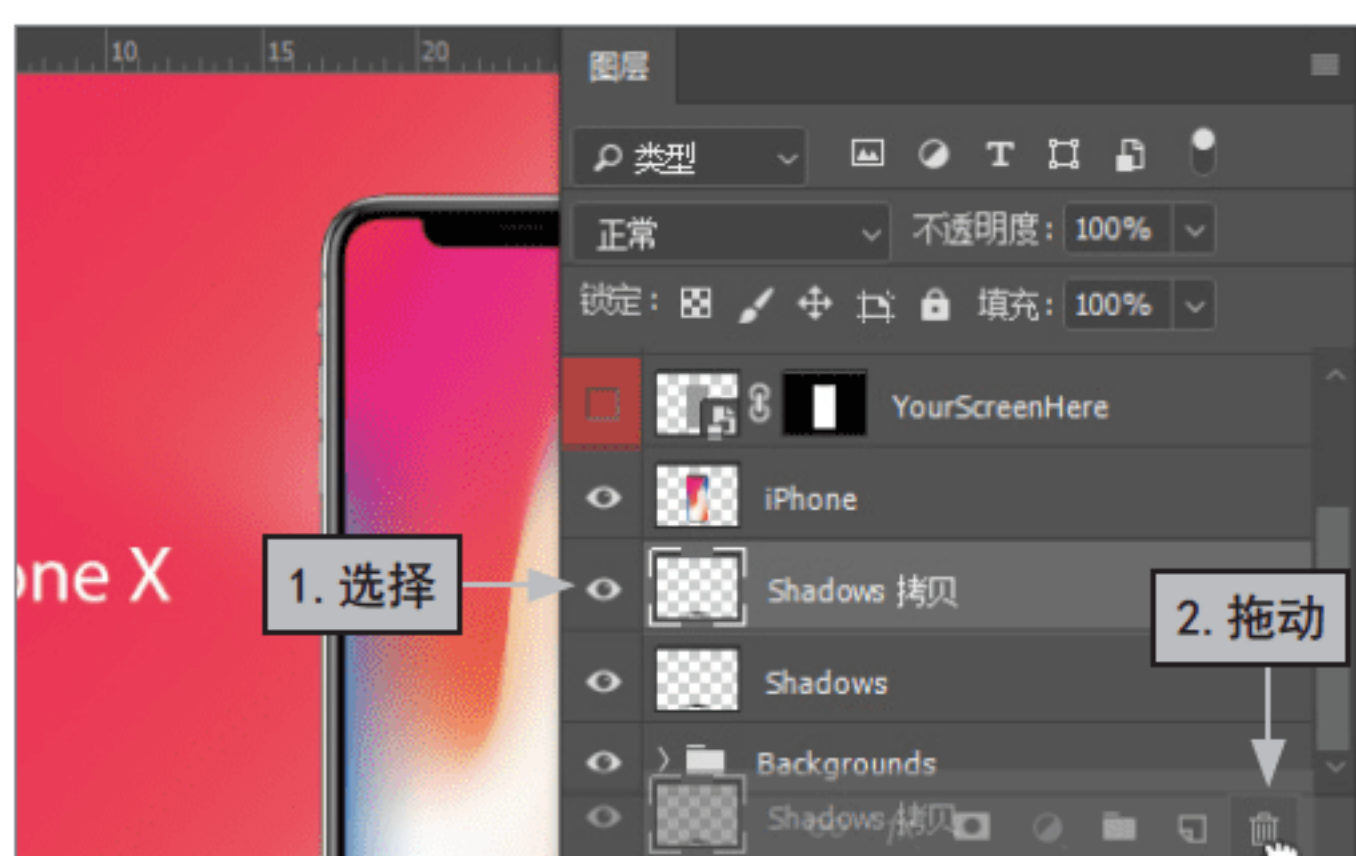 10 15 20
图层
类型
正常 不透明度: 100%
锁定: 填充: 100%
YourScreenHere
iPhone
one X
1. 选择
Shadows 拷贝
2. 拖动
Shadows
Backgrounds
Shadows 拷贝